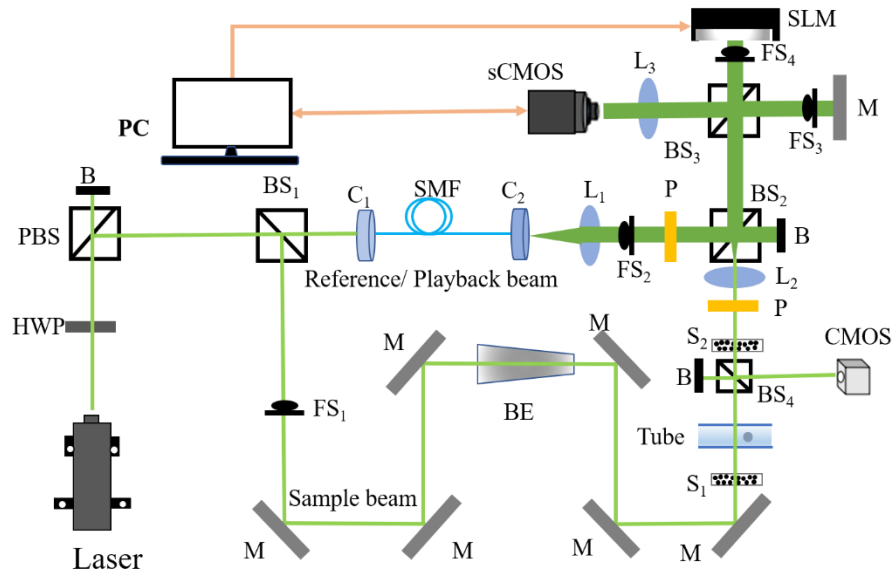 SLM
FS₄
sCMOS
L₃
M
PC
FS₃
BS₃
B
BS₁
C₁
SMF
C₂
L₁
P
BS₂
PBS
B
FS₂
Reference/ Playback beam
L₂
P
HWP
M
M
S₂
CMOS
B
BE
BS₄
FS₁
Tube
Sample beam
S₁
M
M
M
M
Laser